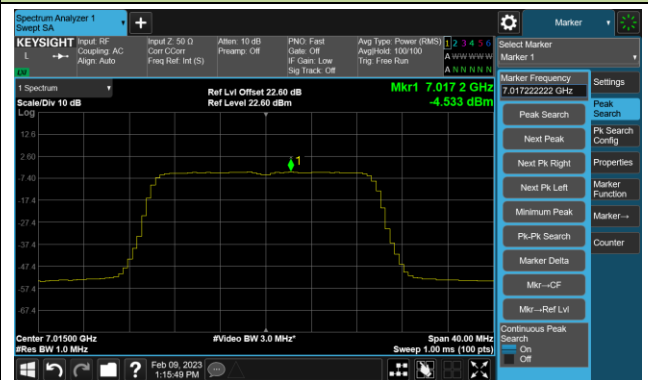 Spectrum Analyzer 1
Swept SA
Marker
KEYSIGHT
L
Input: RF
Coupling: AC
Align: Auto
Input Z: 50 Ω
Corr CCorr
Freq Ref: Int (S)
Atten: 10 dB
Preamp: Off
PNO: Fast
Gate: Off
IF Gain: Low
Sig Track: Off
Avg Type: Power (RMS)
Avg|Hold: 100/100
Trig: Free Run
1 2 3 4 5 6
A W W W W W
A N N N N N
Select Marker
Marker 1
1 Spectrum
Scale/Div 10 dB
Log
Ref Lvl Offset 22.60 dB
Ref Level 22.60 dBm
Mkr1 7.017 2 GHz
-4.533 dBm
12.6
2.60
-7.40
-17.4
-27.4
-37.4
-47.4
-57.4
-67.4
1
Center 7.01500 GHz
#Res BW 1.0 MHz
#Video BW 3.0 MHz*
Span 40.00 MHz
Sweep 1.00 ms (100 pts)
Marker Frequency
7.017222222 GHz
Peak Search
Next Peak
Next Pk Right
Next Pk Left
Minimum Peak
Pk-Pk Search
Marker Delta
Mkr→CF
Mkr→Ref Lvl
Continuous Peak
Search
On
Off
Settings
Peak
Search
Pk Search
Config
Properties
Marker
Function
Marker→
Counter
?
Feb 09, 2023
1:15:49 PM